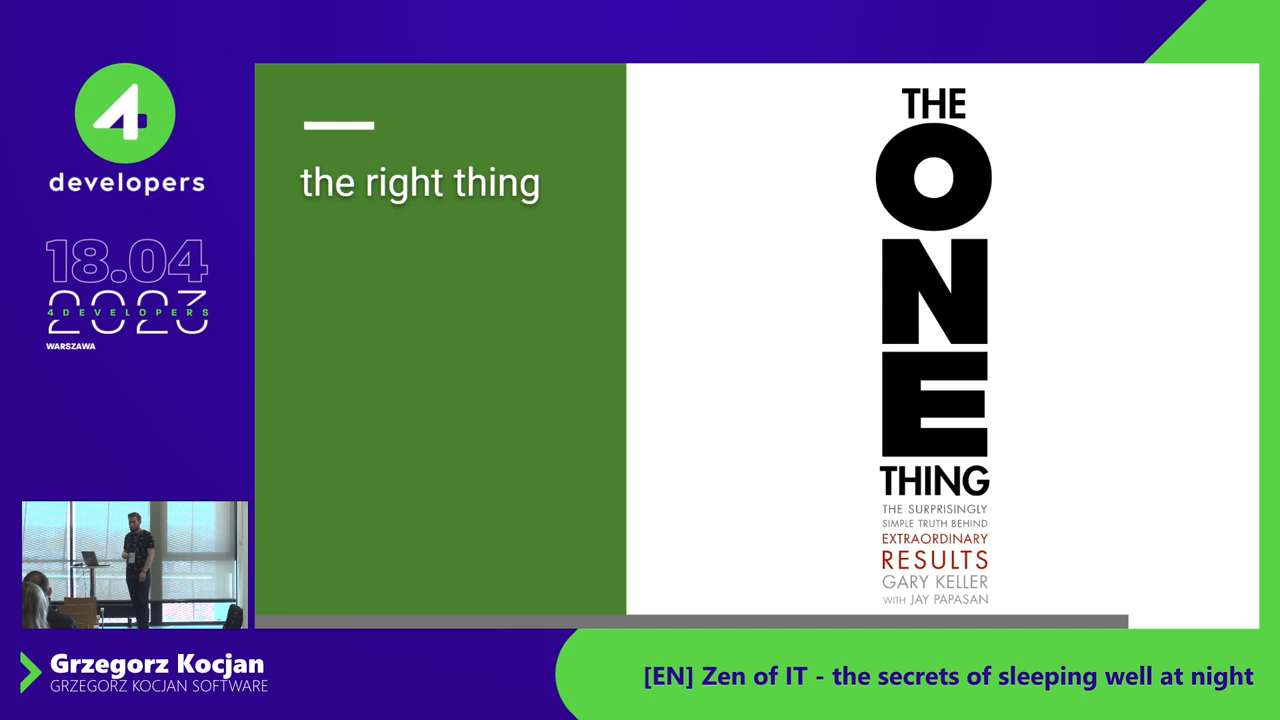 4
developers
18.04
2023
4DEVELOPERS
WARSZAWA
the right thing
THE
ONE
THING
THE SURPRISINGLY
SIMPLE TRUTH BEHIND
EXTRAORDINARY
RESULTS
GARY KELLER
WITH JAY PAPASAN
Grzegorz Kocjan
GRZEGORZ KOCJAN SOFTWARE
[EN] Zen of IT - the secrets of sleeping well at night